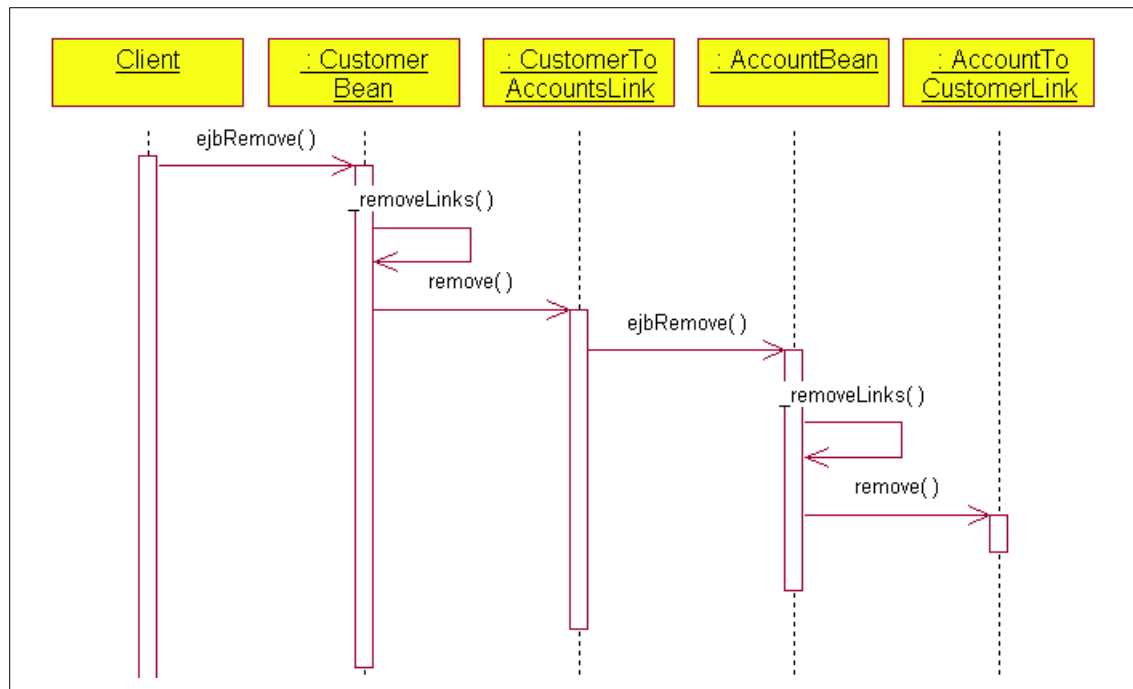 Client
: Customer
Bean
: CustomerTo
AccountsLink
: AccountBean
: AccountTo
CustomerLink
ejbRemove( )
_removeLinks( )
remove( )
ejbRemove( )
_removeLinks( )
remove( )